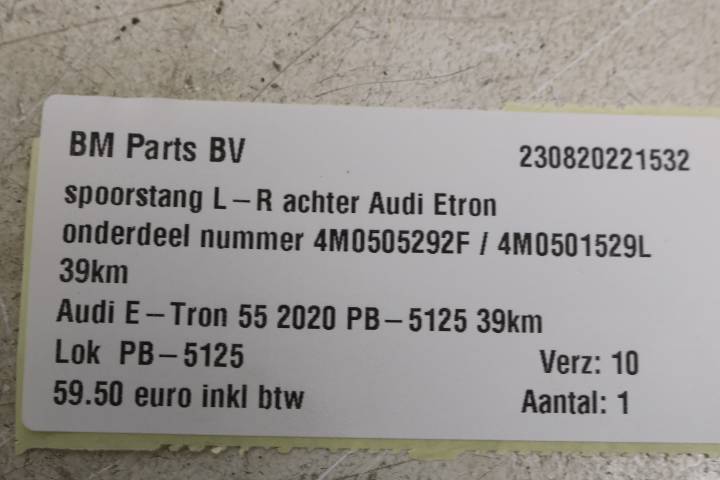 BM Parts BV 230820221532
spoorstang L-R achter Audi Etron
onderdeel nummer 4M0505292F / 4M0501529L
39km
Audi E-Tron 55 2020 PB-5125 39km
Lok PB-5125 Verz: 10
59.50 euro inkl btw Aantal: 1